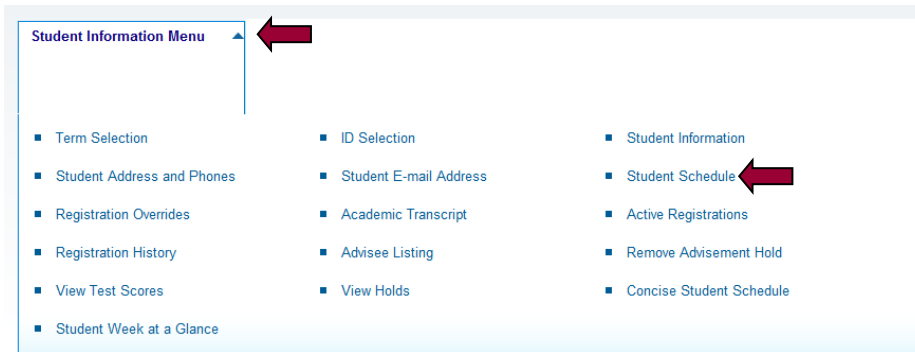 Student Information Menu
Term Selection
ID Selection
Student Information
Student Address and Phones
Student E-mail Address
Student Schedule
Registration Overrides
Academic Transcript
Active Registrations
Registration History
Advisee Listing
Remove Advisement Hold
View Test Scores
View Holds
Concise Student Schedule
Student Week at a Glance